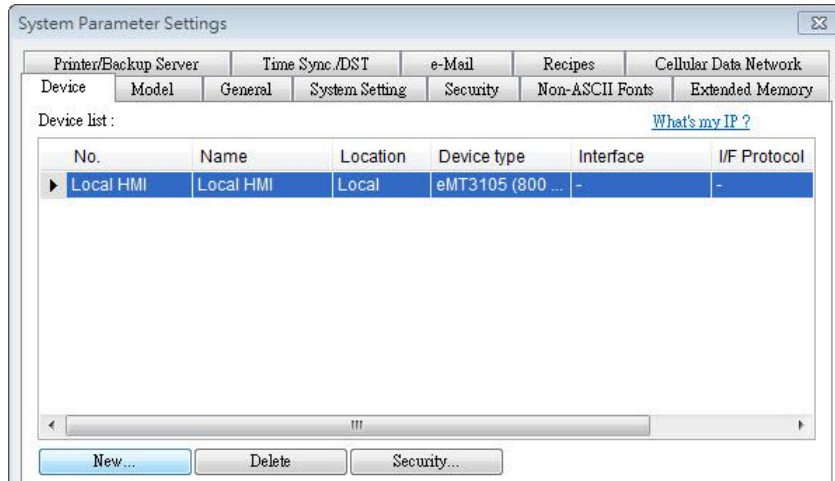 System Parameter Settings
Printer/Backup Server Time Sync./DST e-Mail Recipes Cellular Data Network
Device Model General System Setting Security Non-ASCII Fonts Extended Memory
Device list : What's my IP ?
No. Name Location Device type Interface I/F Protocol
Local HMI Local HMI Local eMT3105 (800 ... - -
New... Delete Security...